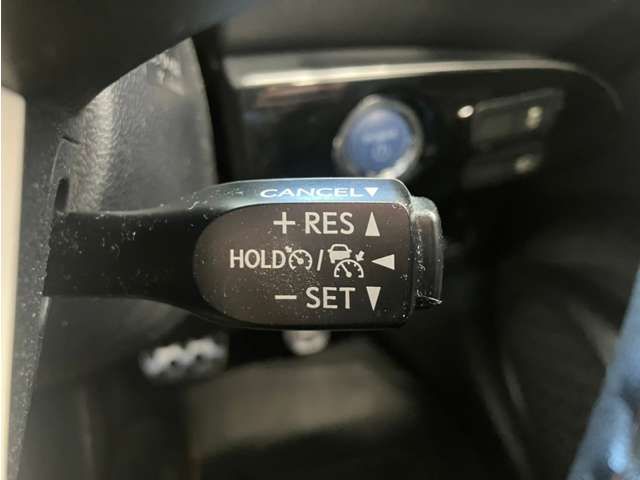 CANCEL▼
+ RES ▲
HOLD / ◀
− SET ▼